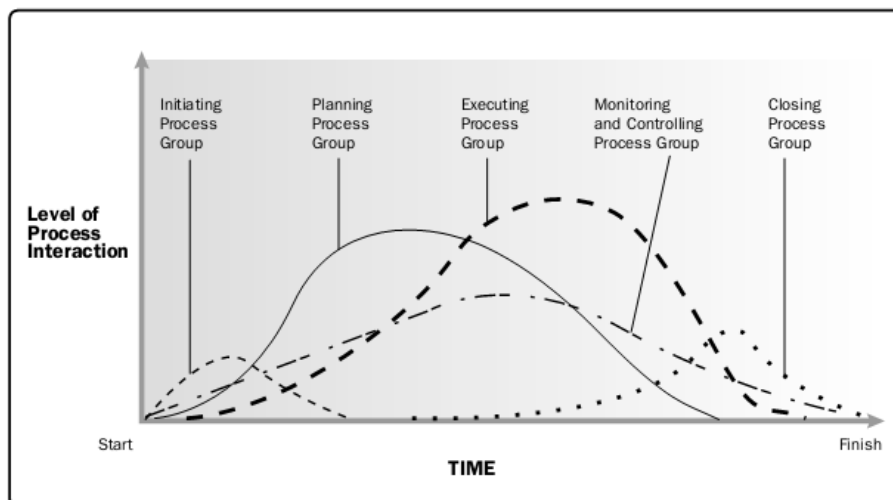 Initiating
Process
Group
Planning
Process
Group
Executing
Process
Group
Monitoring
and Controlling
Process Group
Closing
Process
Group
Level of
Process
Interaction
Start
Finish
TIME